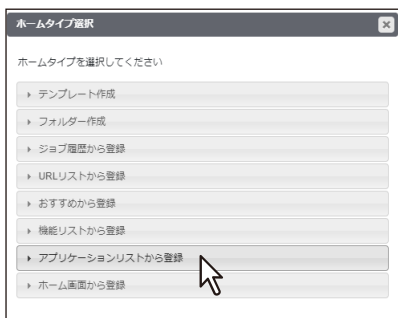 ホームタイプ選択
ホームタイプを選択してください
テンプレート作成
フォルダー作成
ジョブ履歴から登録
URLリストから登録
おすすめから登録
機能リストから登録
アプリケーションリストから登録
ホーム画面から登録